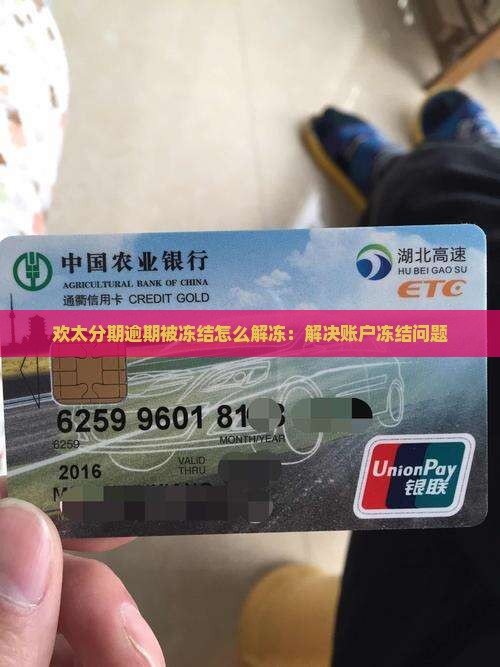 中国农业银行
AGRICULTURAL BANK OF CHINA
通衢信用卡 CREDIT GOLD
湖北高速
HU BEI GAO SU
ETC
欢太分期逾期被冻结怎么解冻：解决账户冻结问题
6259 9601 81
6259
MONTH/YEAR
2016
VALID
THRU
UnionPay
银联